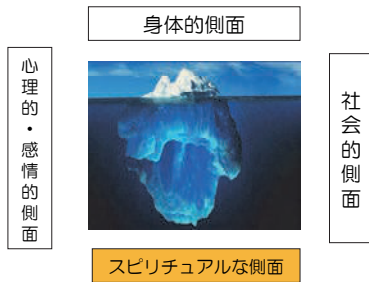 身体的側面
心理的・感情的側面
社会的側面
スピリチュアルな側面